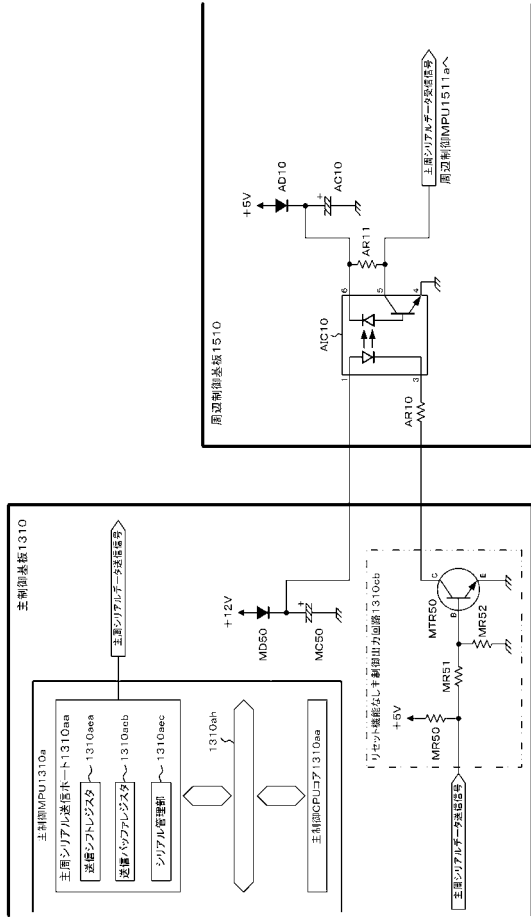 主制御基板1310
主制御MPU1310a
主周シリアル送信ポート1310aa
送信シフトレジスタ
1310aea
送信バッファレジスタ
1310aeb
シリアル管理部
1310aec
主周シリアルデータ送信信号
1310ah
主制御CPUコア1310aa
+12V
MD50
MC50
+
リセット機能なし主制御出力回路1310cb
+5V
MR50
MR51
MR52
MTR50
B
C
E
主周シリアルデータ送信信号
周辺制御基板1510
+5V
AD10
AC10
+
AIC10
AR11
AR10
1
3
4
5
6
主周シリアルデータ受信信号
周辺制御MPU1511aへ